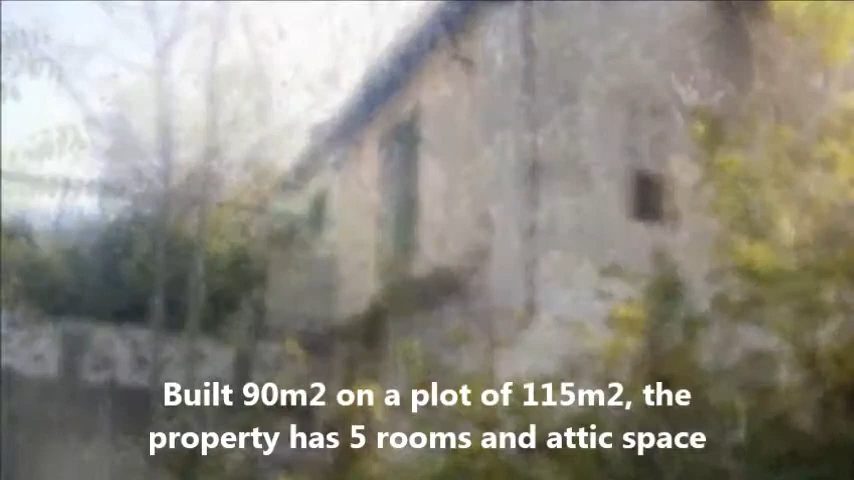 Built 90m2 on a plot of 115m2, the
property has 5 rooms and attic space